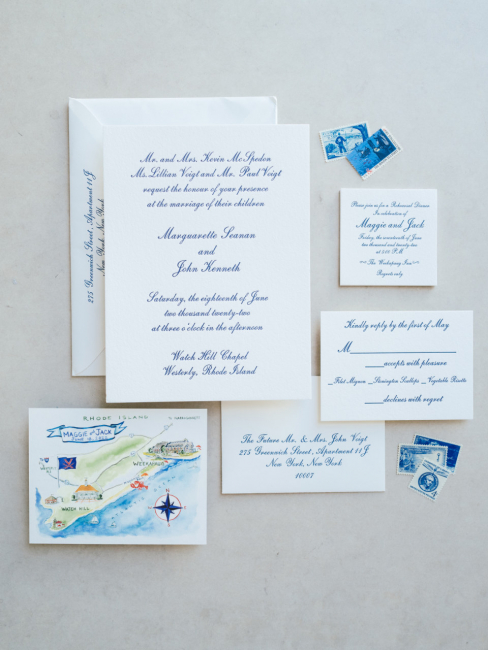 Mr. and Mrs. Kevin McSpedon
Ms. Lillian Voigt and Mr. Paul Voigt
request the honour of your presence
at the marriage of their children
Marguarette Seanan
and
John Kenneth
Saturday, the eighteenth of June
two thousand twenty-two
at three o'clock in the afternoon
Watch Hill Chapel
Westerly, Rhode Island
275 Greenwich Street, Apartment 11J
New York, New York
Please join us for a Rehearsal Dinner
In celebration of
Maggie and Jack
Friday, the seventeenth of June
two thousand and twenty-two
at 5:00 P.M
The Weekapaug Inn
Regrets only
Kindly reply by the first of May
M
accepts with pleasure
Filet Mignon Stonington Scallops Vegetable Risotto
declines with regret
The Future Mr. & Mrs. John Voigt
275 Greenwich Street, Apartment 11J
New York, New York
10007
RHODE ISLAND
MAGGIE and JACK
WEEKAPAUG
WATCH HILL